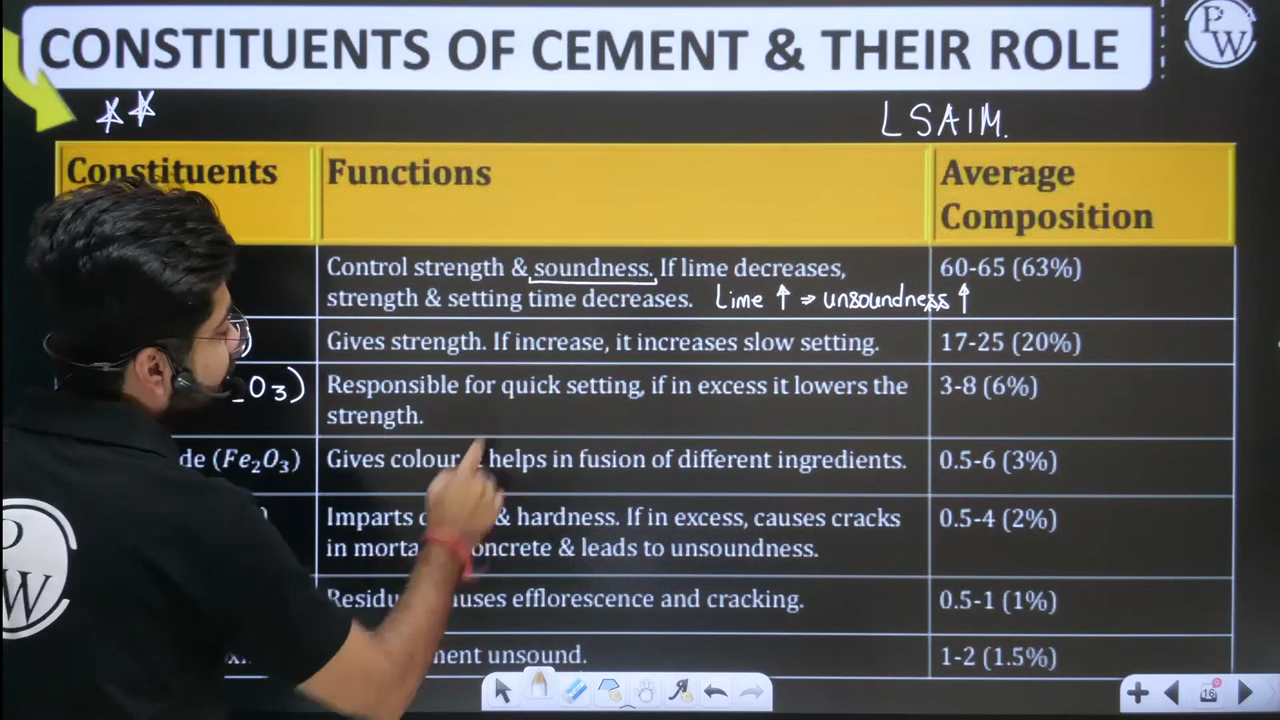 CONSTITUENTS OF CEMENT & THEIR ROLE
PW
LSAIM.
Constituents
Functions
Average
Composition
Control strength & soundness. If lime decreases,
strength & setting time decreases. Lime ↑ ⇒ unsoundness ↑
60-65 (63%)
Gives strength. If increase, it increases slow setting.
17-25 (20%)
O₃)
Responsible for quick setting, if in excess it lowers the
strength.
3-8 (6%)
de (Fe₂O₃)
Gives colour helps in fusion of different ingredients.
0.5-6 (3%)
Imparts & hardness. If in excess, causes cracks
in morta oncrete & leads to unsoundness.
0.5-4 (2%)
Residu uses efflorescence and cracking.
0.5-1 (1%)
ment unsound.
1-2 (1.5%)
16
PW